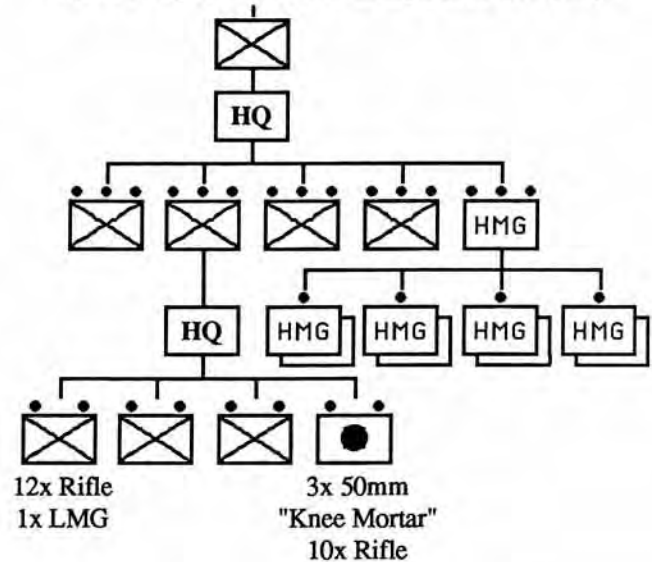 HQ
HMG
HQ
HMG
HMG
HMG
HMG
12x Rifle
1x LMG
3x 50mm
"Knee Mortar"
10x Rifle